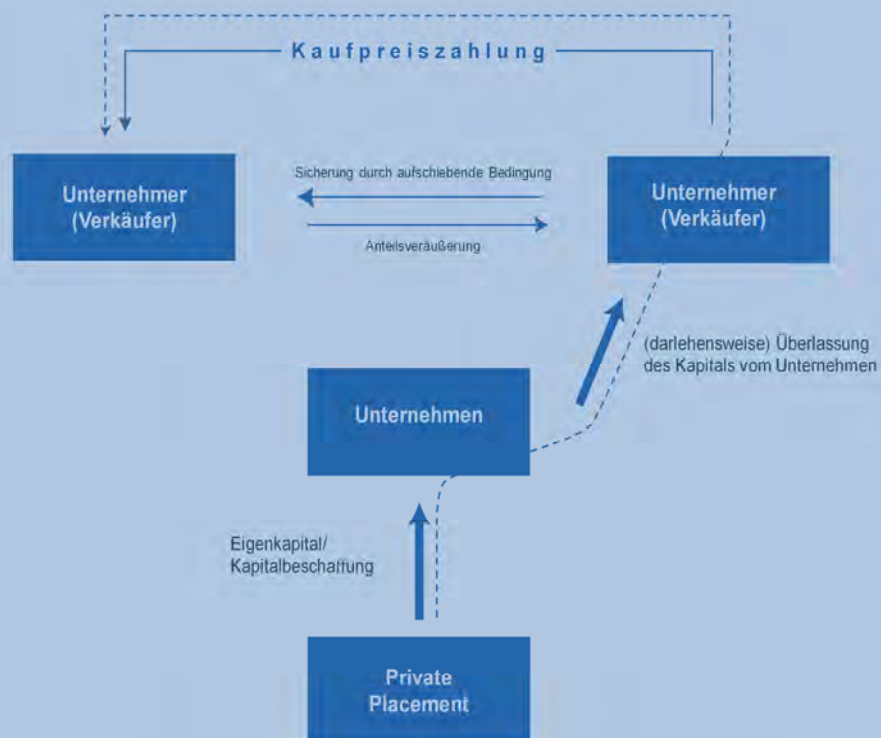 Kaufpreiszahlung
Unternehmer
(Verkäufer)
Sicherung durch aufschiebende Bedingung
Anteilsveräußerung
Unternehmer
(Verkäufer)
(darlehensweise) Überlassung
des Kapitals vom Unternehmen
Unternehmen
Eigenkapital/
Kapitalbeschaffung
Private
Placement